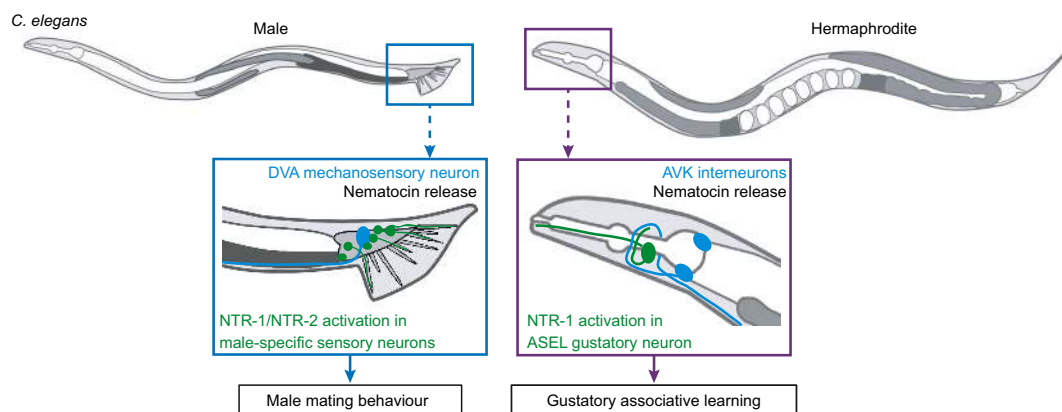 C. elegans
Male
Hermaphrodite
DVA mechanosensory neuron
Nematocin release
NTR-1/NTR-2 activation in
male-specific sensory neurons
Male mating behaviour
AVK interneurons
Nematocin release
NTR-1 activation in
ASEL gustatory neuron
Gustatory associative learning